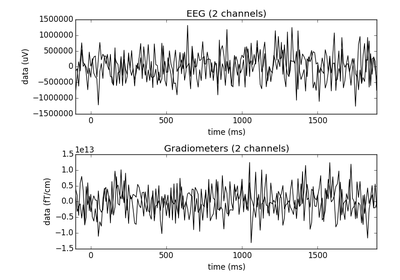 EEG (2 channels)
1500000
1000000
500000
0
−500000
−1000000
−1500000
data (uV)
0 500 1000 1500
time (ms)
Gradiometers (2 channels)
1e13
1.5
1.0
0.5
0.0
−0.5
−1.0
−1.5
data (fT/cm)
0 500 1000 1500
time (ms)